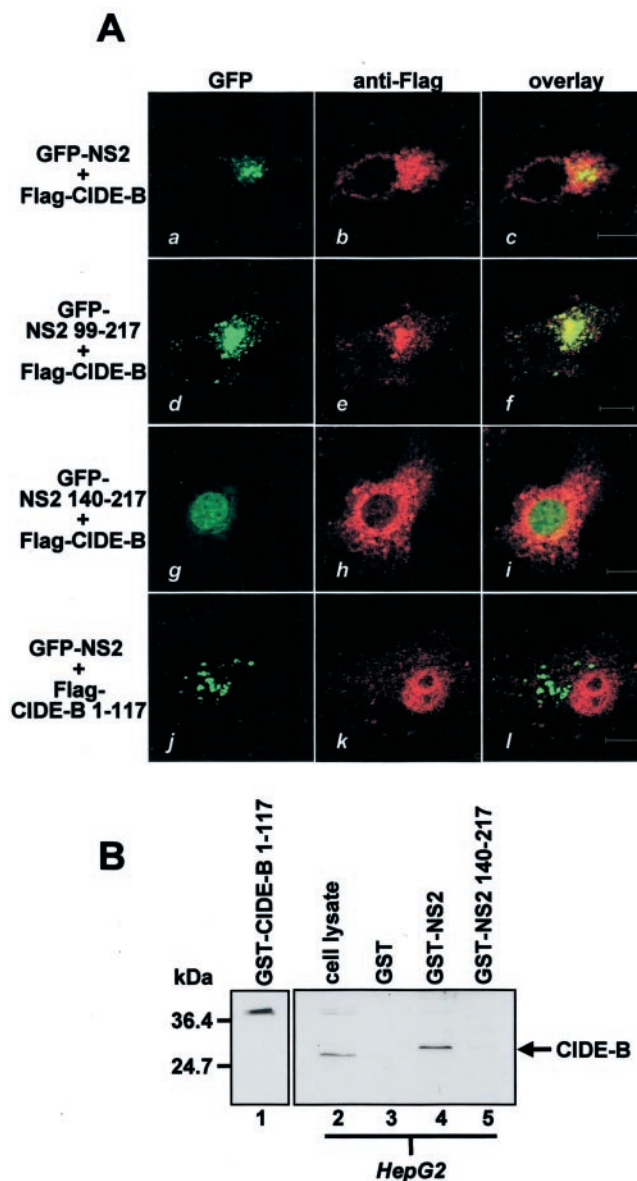 A
GFP anti-Flag overlay
GFP-NS2
+
Flag-CIDE-B
a b c
GFP-
NS2 99-217
+
Flag-CIDE-B
d e f
GFP-
NS2 140-217
+
Flag-CIDE-B
g h i
GFP-NS2
+
Flag-
CIDE-B 1-117
j k l
B
GST-CIDE-B 1-117
cell lysate
GST
GST-NS2
GST-NS2 140-217
kDa
36.4
24.7
CIDE-B
1 2 3 4 5
HepG2